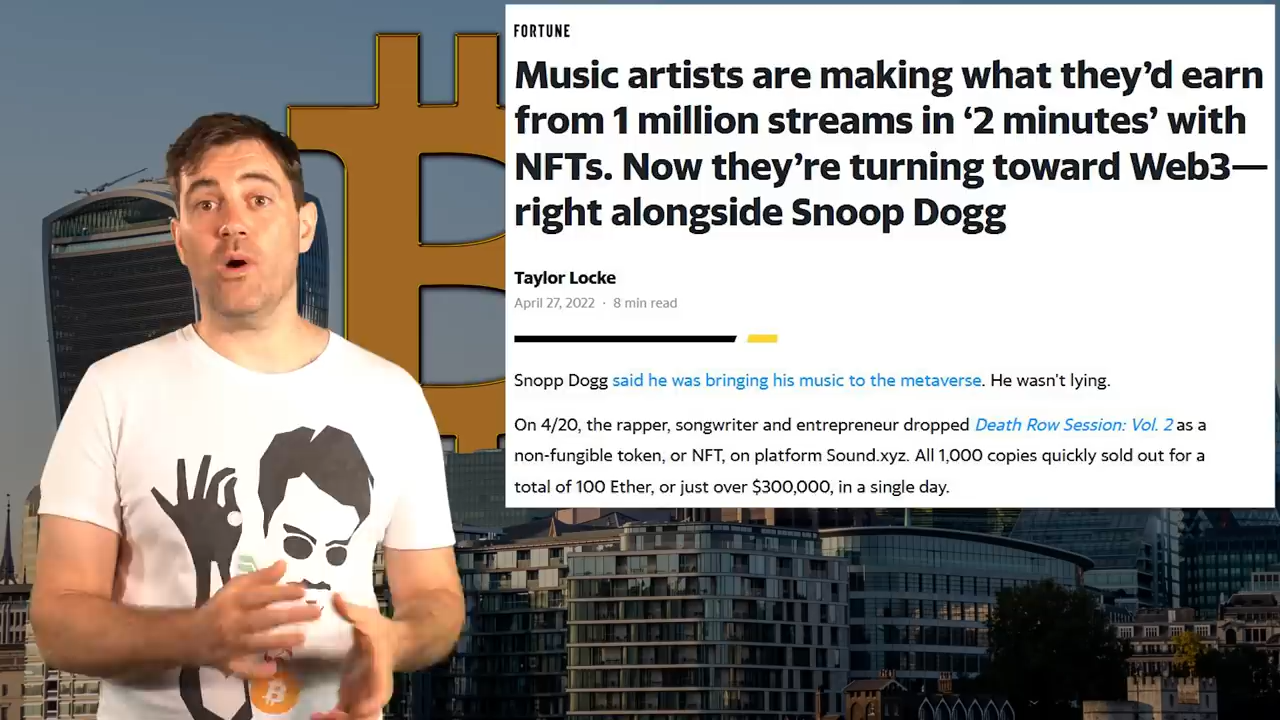 FORTUNE
Music artists are making what they’d earn
from 1 million streams in ‘2 minutes’ with
NFTs. Now they’re turning toward Web3—
right alongside Snoop Dogg
Taylor Locke
April 27, 2022 · 8 min read
Snopp Dogg said he was bringing his music to the metaverse. He wasn't lying.
On 4/20, the rapper, songwriter and entrepreneur dropped Death Row Session: Vol. 2 as a
non-fungible token, or NFT, on platform Sound.xyz. All 1,000 copies quickly sold out for a
total of 100 Ether, or just over $300,000, in a single day.